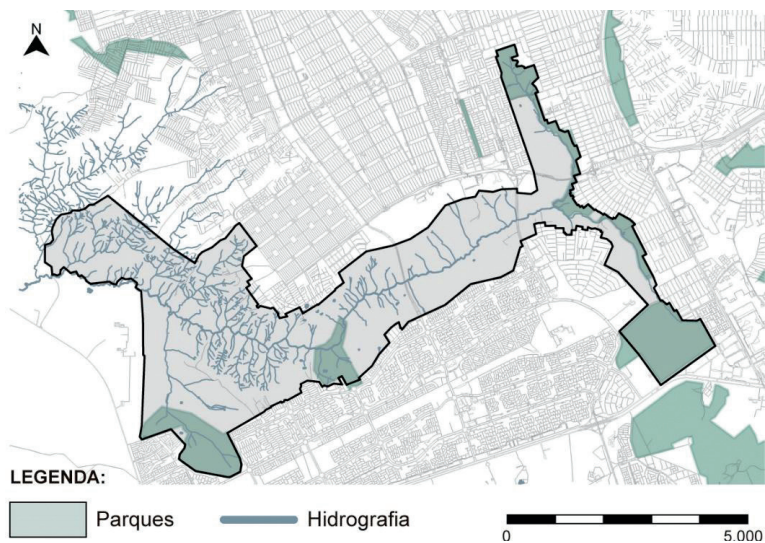 N
LEGENDA:
Parques
Hidrografia
0
5.000